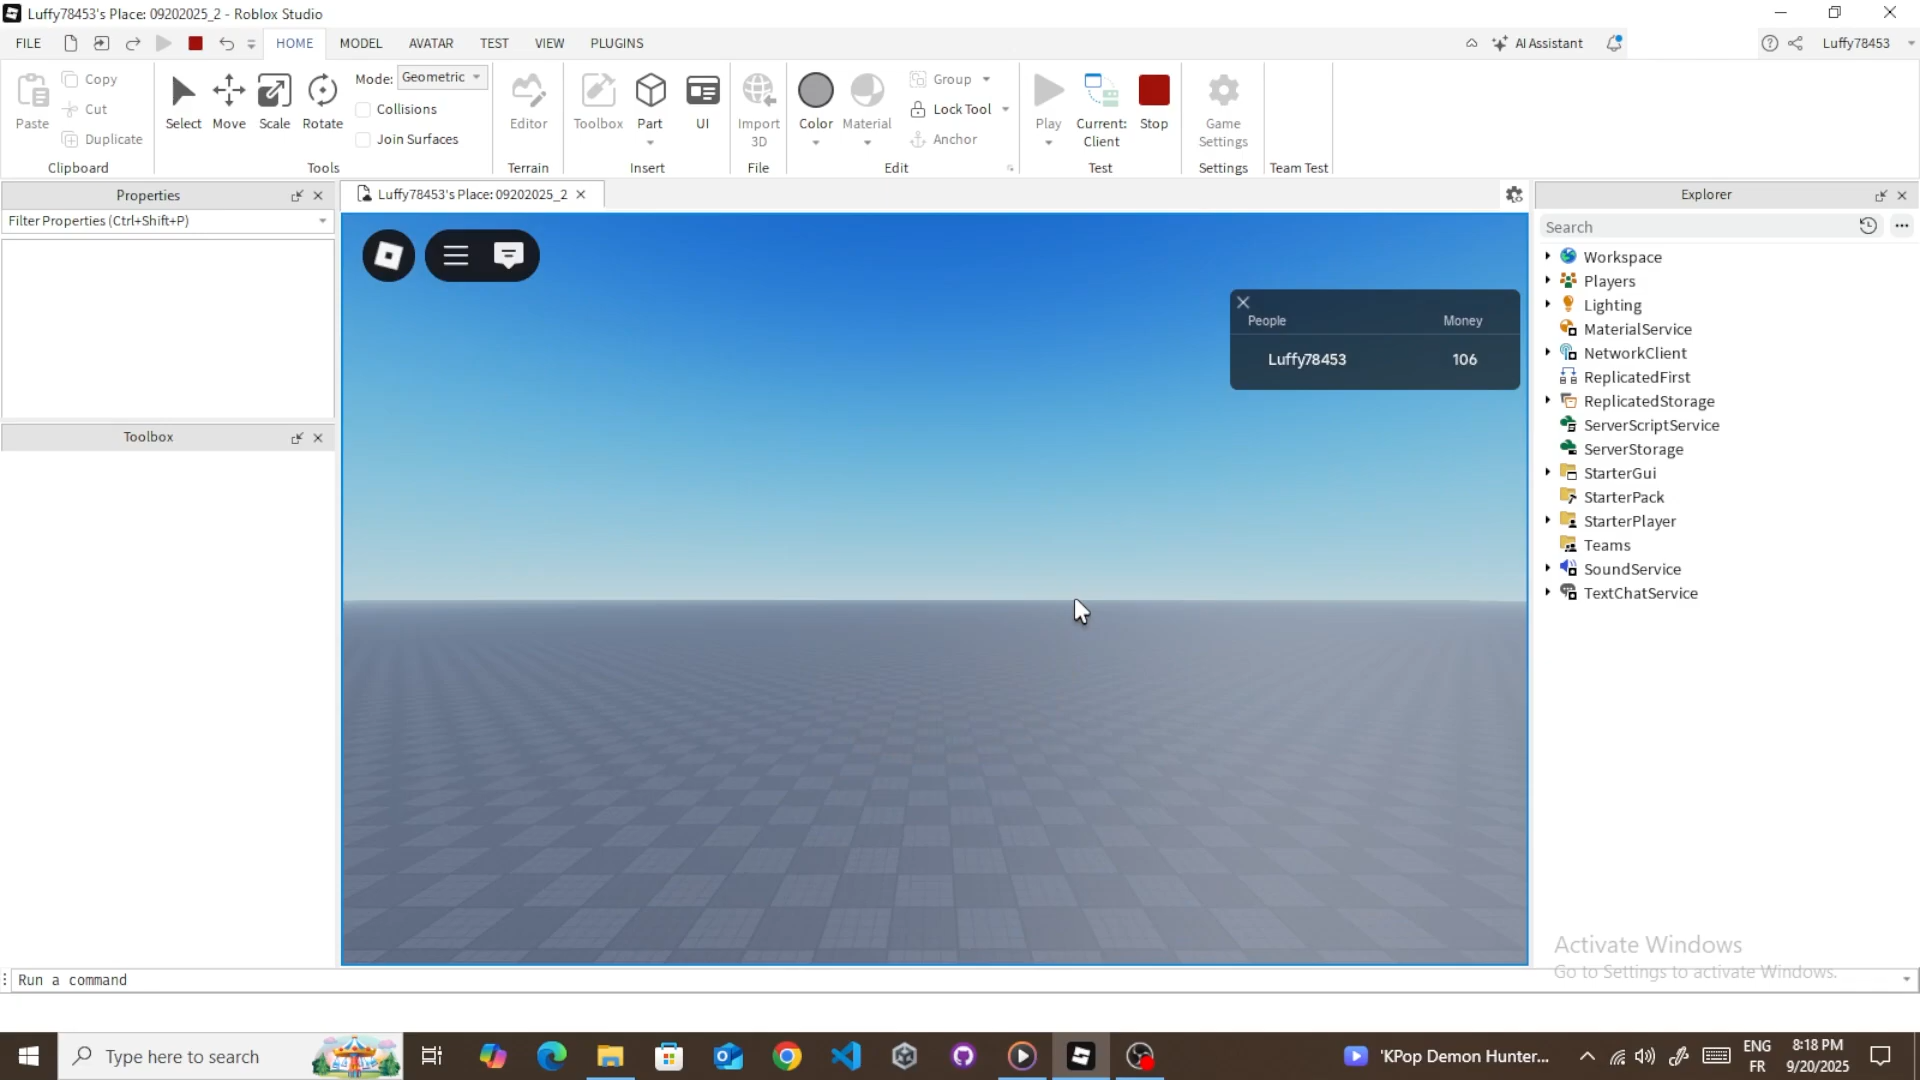 Luffy78453's Place: 09202025_2 - Roblox Studio
FILE HOME MODEL AVATAR TEST VIEW PLUGINS AI Assistant Luffy78453
Paste Copy Cut Duplicate
Clipboard
Select Move Scale Rotate
Mode: Geometric
Collisions
Join Surfaces
Tools
Editor
Terrain
Toolbox Part UI
Insert
Import 3D
File
Color Material
Group
Lock Tool
Anchor
Edit
Play
Current: Client
Stop
Test
Game Settings
Settings
Team Test
Properties
Filter Properties (Ctrl+Shift+P)
Toolbox
Luffy78453's Place: 09202025_2
People Money
Luffy78453 106
Explorer
Search
Workspace
Players
Lighting
MaterialService
NetworkClient
ReplicatedFirst
ReplicatedStorage
ServerScriptService
ServerStorage
StarterGui
StarterPack
StarterPlayer
Teams
SoundService
TextChatService
Activate Windows
Go to Settings to activate Windows.
Run a command
Type here to search
'KPop Demon Hunter...
ENG
FR
8:18 PM
9/20/2025